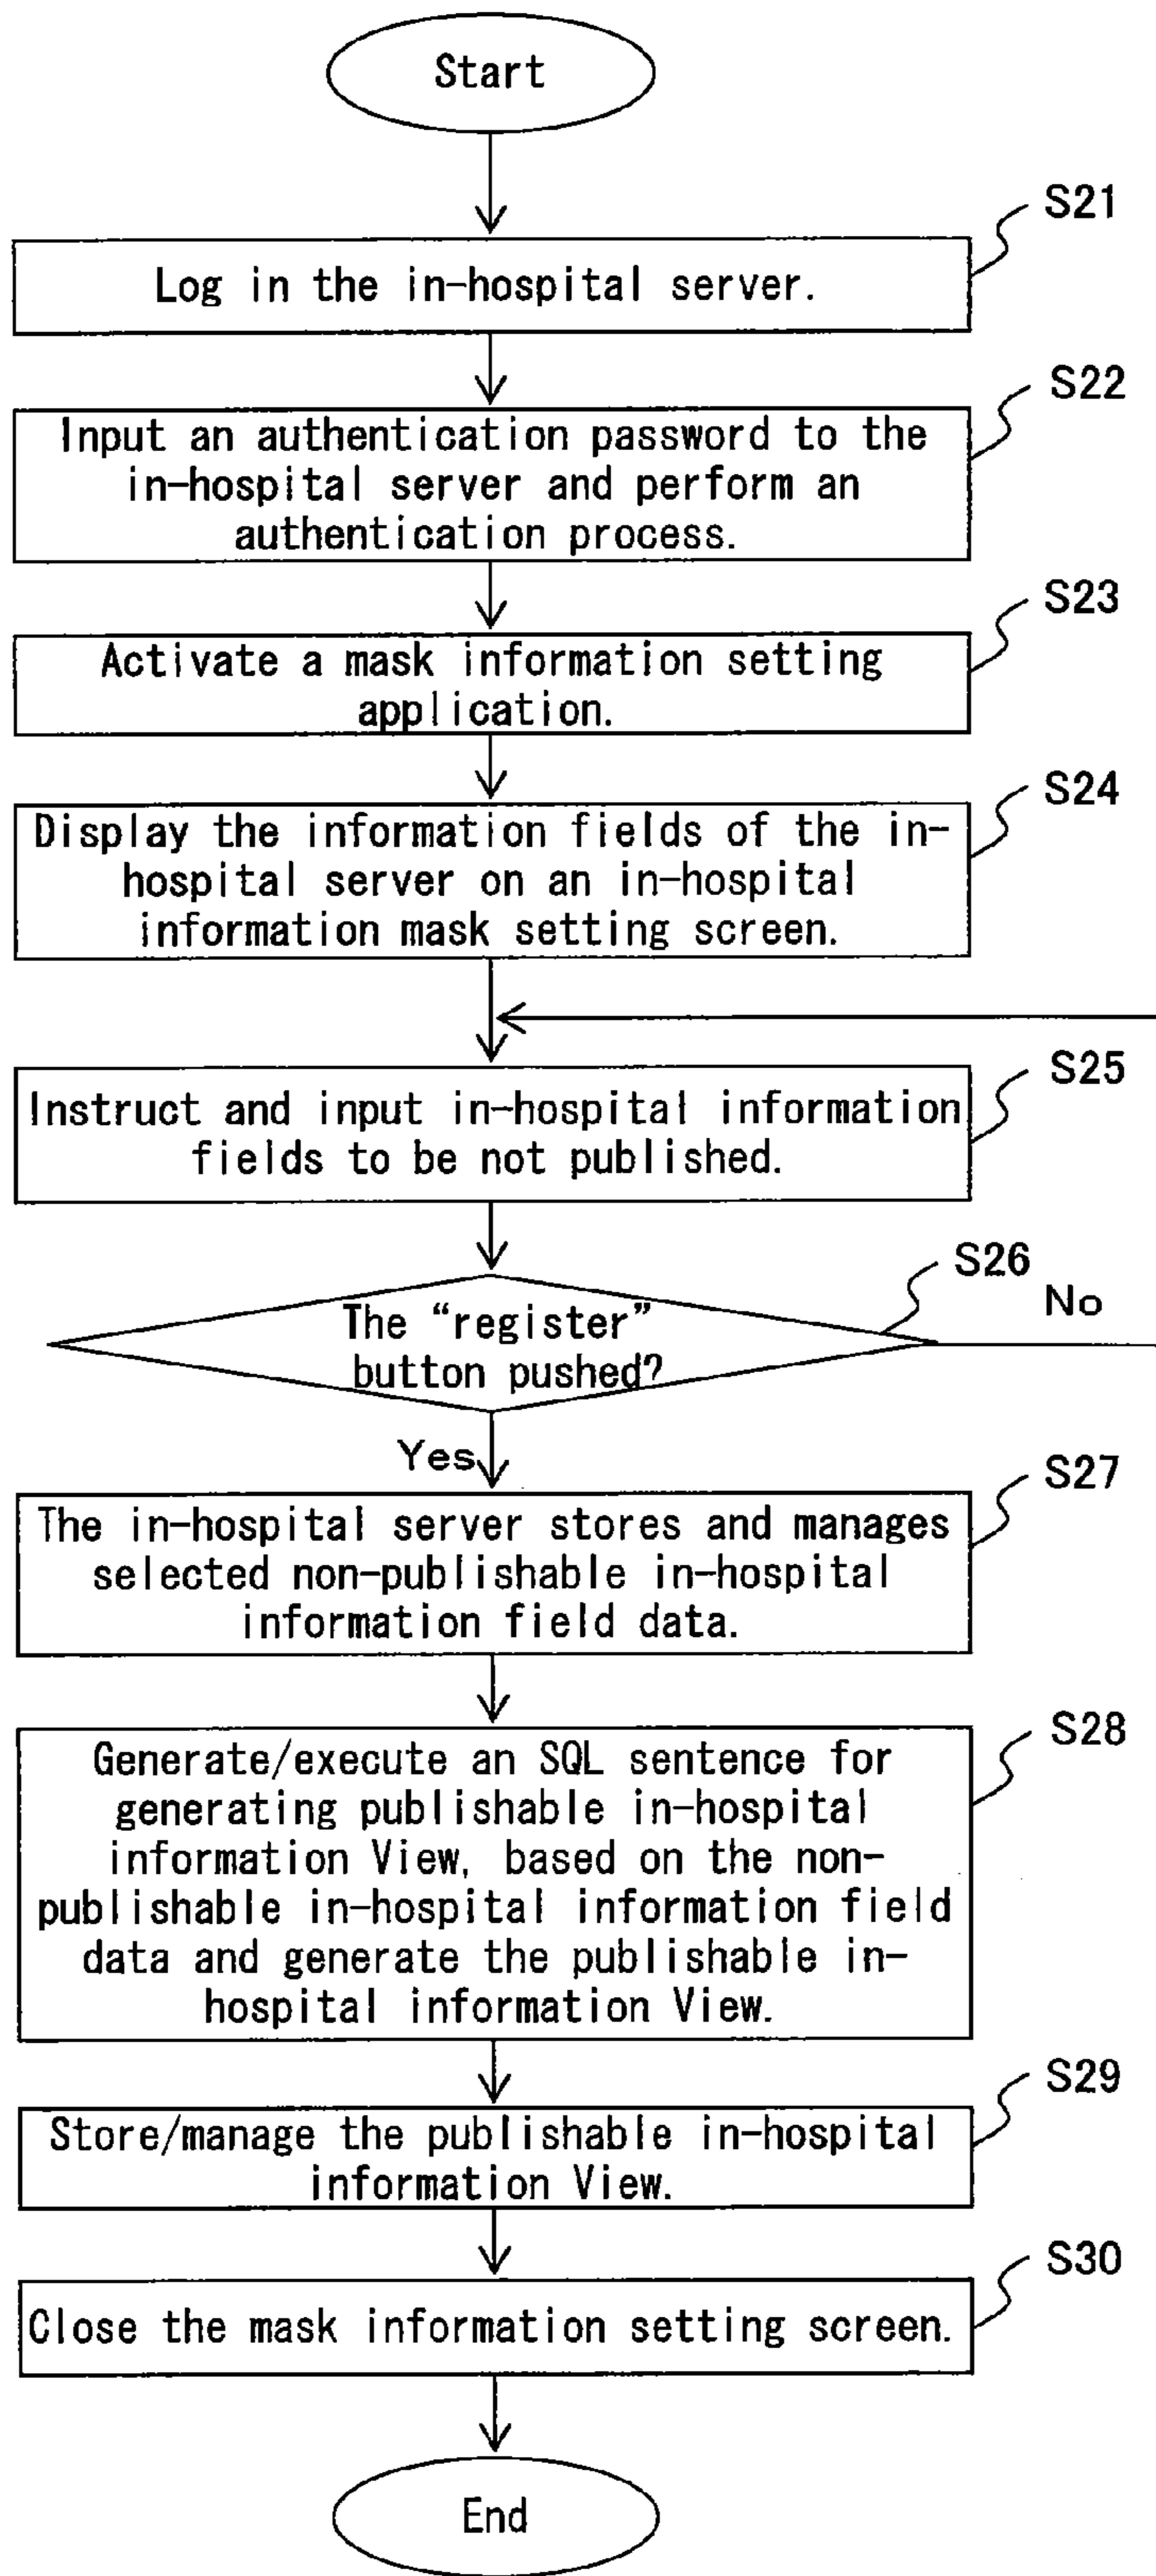 Start
S21
Log in the in-hospital server.
S22
Input an authentication password to the
in-hospital server and perform an
authentication process.
S23
Activate a mask information setting
application.
S24
Display the information fields of the in-
hospital server on an in-hospital
information mask setting screen.
S25
Instruct and input in-hospital information
fields to be not published.
S26
No
The “register”
button pushed?
Yes
S27
The in-hospital server stores and manages
selected non-publishable in-hospital
information field data.
S28
Generate/execute an SQL sentence for
generating publishable in-hospital
information View, based on the non-
publishable in-hospital information field
data and generate the publishable in-
hospital information View.
S29
Store/manage the publishable in-hospital
information View.
S30
Close the mask information setting screen.
End